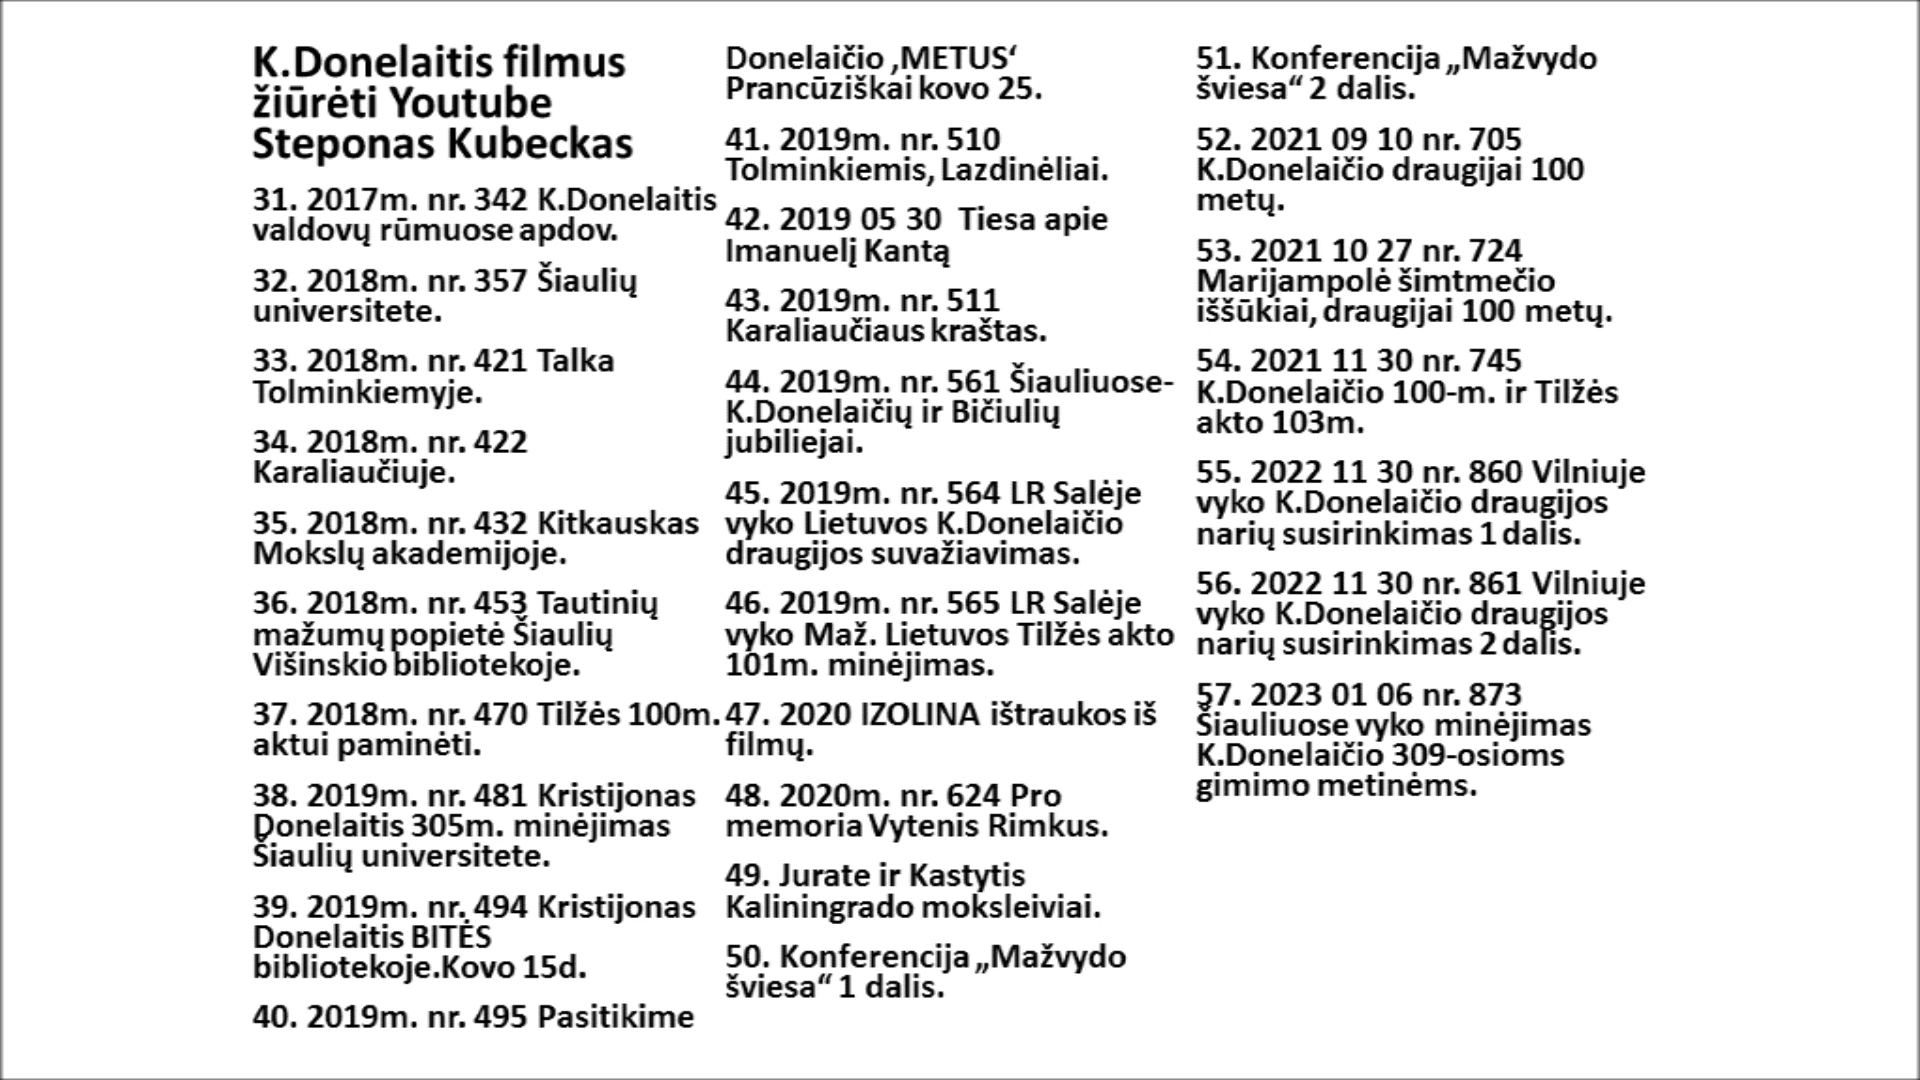 K.Donelaitis filmus
žiūrėti Youtube
Steponas Kubeckas
31. 2017m. nr. 342 K.Donelaitis
valdovų rūmuose apdov.
32. 2018m. nr. 357 Šiaulių
universitete.
33. 2018m. nr. 421 Talka
Tolminkiemyje.
34. 2018m. nr. 422
Karaliaučiuje.
35. 2018m. nr. 432 Kitkauskas
Mokslų akademijoje.
36. 2018m. nr. 453 Tautinių
mažumų popietė Šiaulių
Višinskio bibliotekoje.
37. 2018m. nr. 470 Tilžės 100m.
aktui paminėti.
38. 2019m. nr. 481 Kristijonas
Donelaitis 305m. minėjimas
Šiaulių universitete.
39. 2019m. nr. 494 Kristijonas
Donelaitis BITĖS
bibliotekoje.Kovo 15d.
40. 2019m. nr. 495 Pasitikime
Donelaičio ‚METUS‘
Prancūziškai kovo 25.
41. 2019m. nr. 510
Tolminkiemis, Lazdinėliai.
42. 2019 05 30  Tiesa apie
Imanuelį Kantą
43. 2019m. nr. 511
Karaliaučiaus kraštas.
44. 2019m. nr. 561 Šiauliuose-
K.Donelaičių ir Bičiulių
jubiliejai.
45. 2019m. nr. 564 LR Salėje
vyko Lietuvos K.Donelaičio
draugijos suvažiavimas.
46. 2019m. nr. 565 LR Salėje
vyko Maž. Lietuvos Tilžės akto
101m. minėjimas.
47. 2020 IZOLINA ištraukos iš
filmų.
48. 2020m. nr. 624 Pro
memoria Vytenis Rimkus.
49. Jurate ir Kastytis
Kaliningrado moksleiviai.
50. Konferencija „Mažvydo
šviesa“ 1 dalis.
51. Konferencija „Mažvydo
šviesa“ 2 dalis.
52. 2021 09 10 nr. 705
K.Donelaičio draugijai 100
metų.
53. 2021 10 27 nr. 724
Marijampolė šimtmečio
iššūkiai, draugijai 100 metų.
54. 2021 11 30 nr. 745
K.Donelaičio 100-m. ir Tilžės
akto 103m.
55. 2022 11 30 nr. 860 Vilniuje
vyko K.Donelaičio draugijos
narių susirinkimas 1 dalis.
56. 2022 11 30 nr. 861 Vilniuje
vyko K.Donelaičio draugijos
narių susirinkimas 2 dalis.
57. 2023 01 06 nr. 873
Šiauliuose vyko minėjimas
K.Donelaičio 309-osioms
gimimo metinėms.